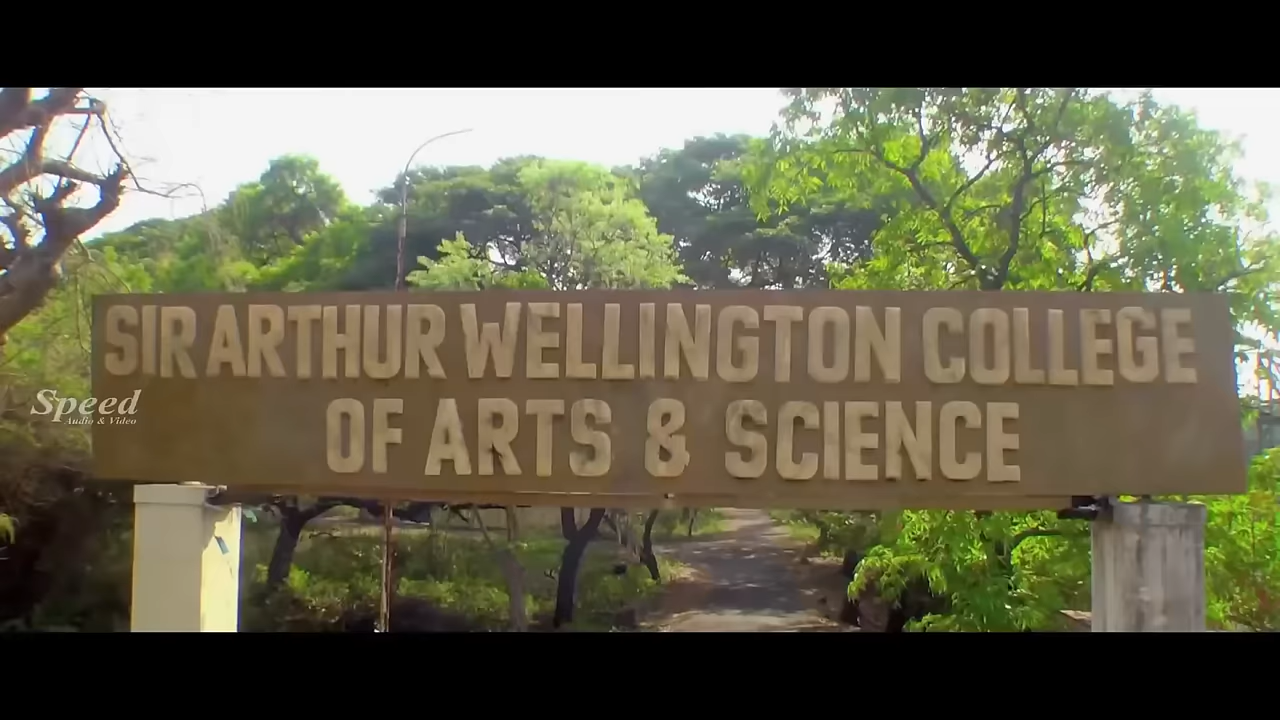 SIR ARTHUR WELLINGTON COLLEGE
OF ARTS & SCIENCE
Speed
Audio & Video